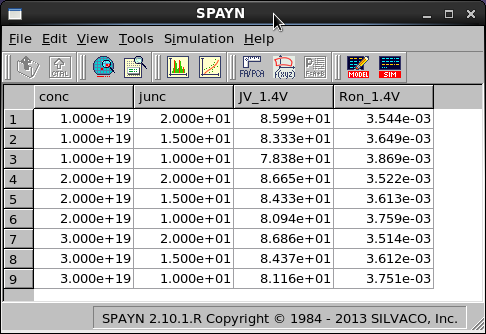 SPAYN
File Edit View Tools Simulation Help
CTRL FA/PCA f(xyz) FABPB MODEL SIM
conc junc JV_1.4V Ron_1.4V
1 1.000e+19 2.000e+01 8.599e+01 3.544e-03
2 1.000e+19 1.500e+01 8.333e+01 3.649e-03
3 1.000e+19 1.000e+01 7.838e+01 3.869e-03
4 2.000e+19 2.000e+01 8.665e+01 3.522e-03
5 2.000e+19 1.500e+01 8.433e+01 3.613e-03
6 2.000e+19 1.000e+01 8.094e+01 3.759e-03
7 3.000e+19 2.000e+01 8.686e+01 3.514e-03
8 3.000e+19 1.500e+01 8.437e+01 3.612e-03
9 3.000e+19 1.000e+01 8.116e+01 3.751e-03
SPAYN 2.10.1.R Copyright © 1984 - 2013 SILVACO, Inc.